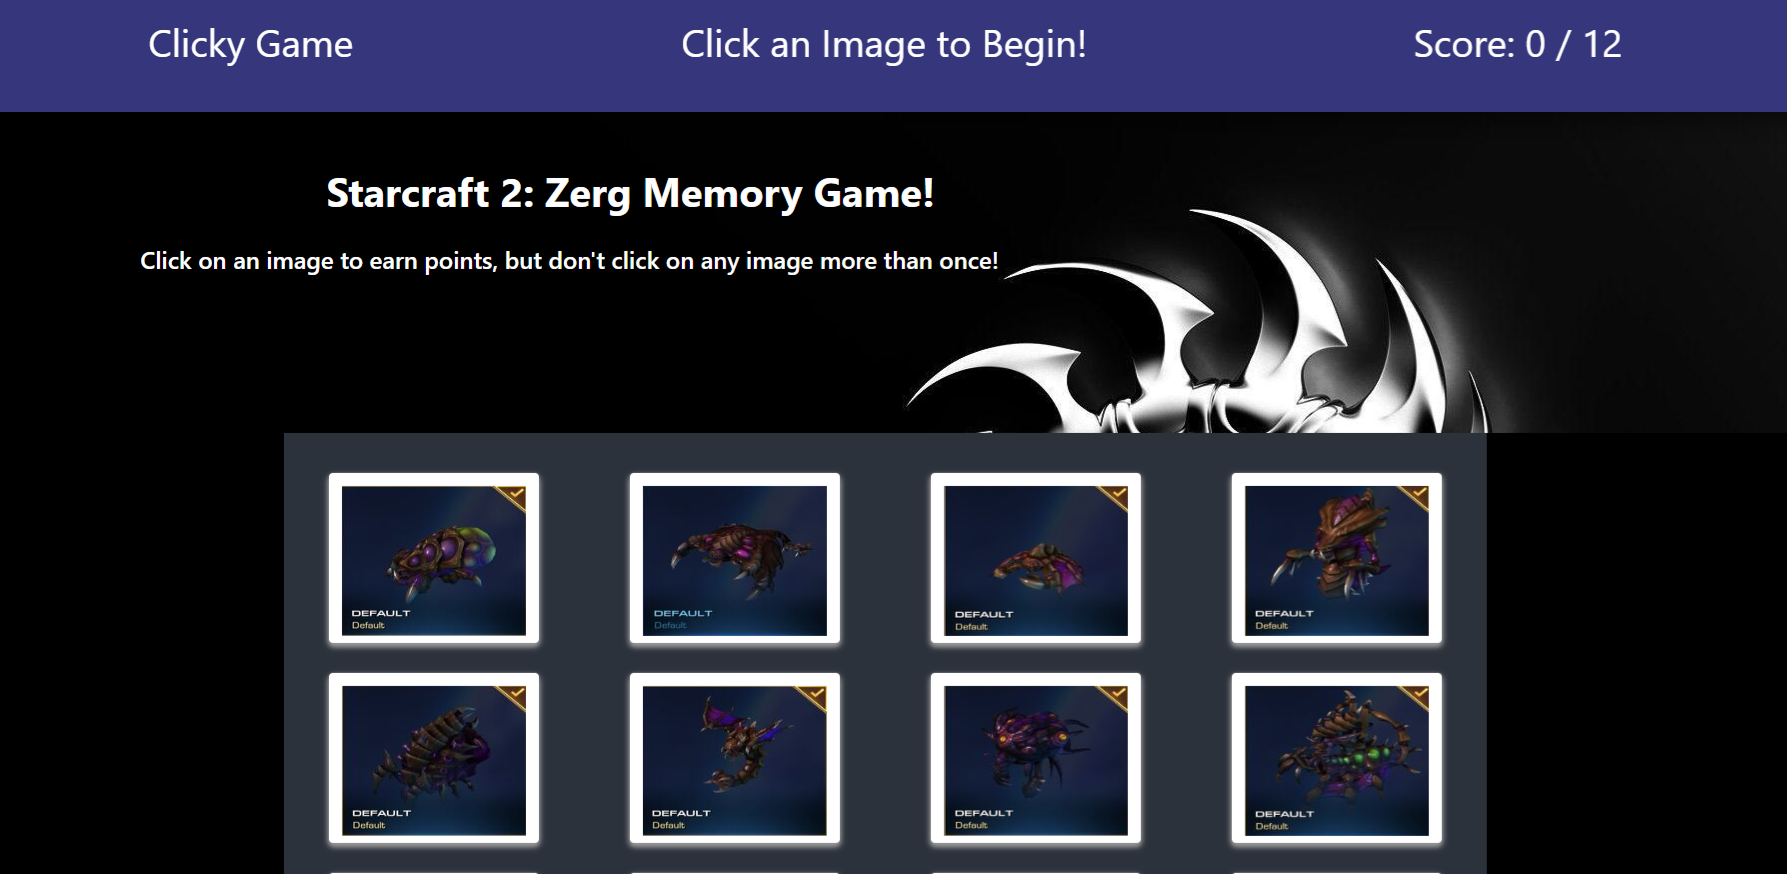 Clicky Game
Click an Image to Begin!
Score: 0 / 12
Starcraft 2: Zerg Memory Game!
Click on an image to earn points, but don't click on any image more than once!
DEFAULT
Default
DEFAULT
Default
DEFAULT
Default
DEFAULT
Default
DEFAULT
Default
DEFAULT
Default
DEFAULT
Default
DEFAULT
Default